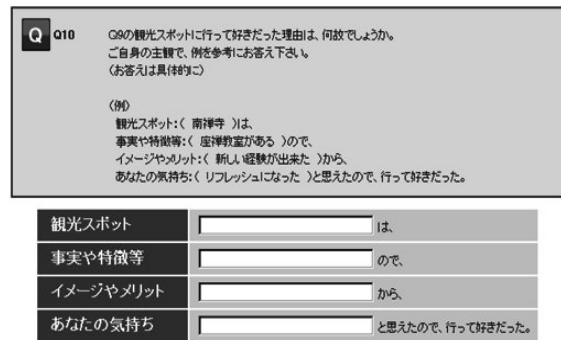 Q Q10 Q9の観光スポットに行って好きだった理由は、何故でしょうか。
ご自身の主観で、例を参考にお答え下さい。
(お答えは具体的に)
(例)
観光スポット:( 南禅寺 )は、
事実や特徴等:( 座禅教室がある )ので、
イメージやメリット:( 新しい経験が出来た )から、
あなたの気持ち:( リフレッシュになった )と思えたので、行って好きだった。
観光スポット は、
事実や特徴等 ので、
イメージやメリット から、
あなたの気持ち と思えたので、行って好きだった。